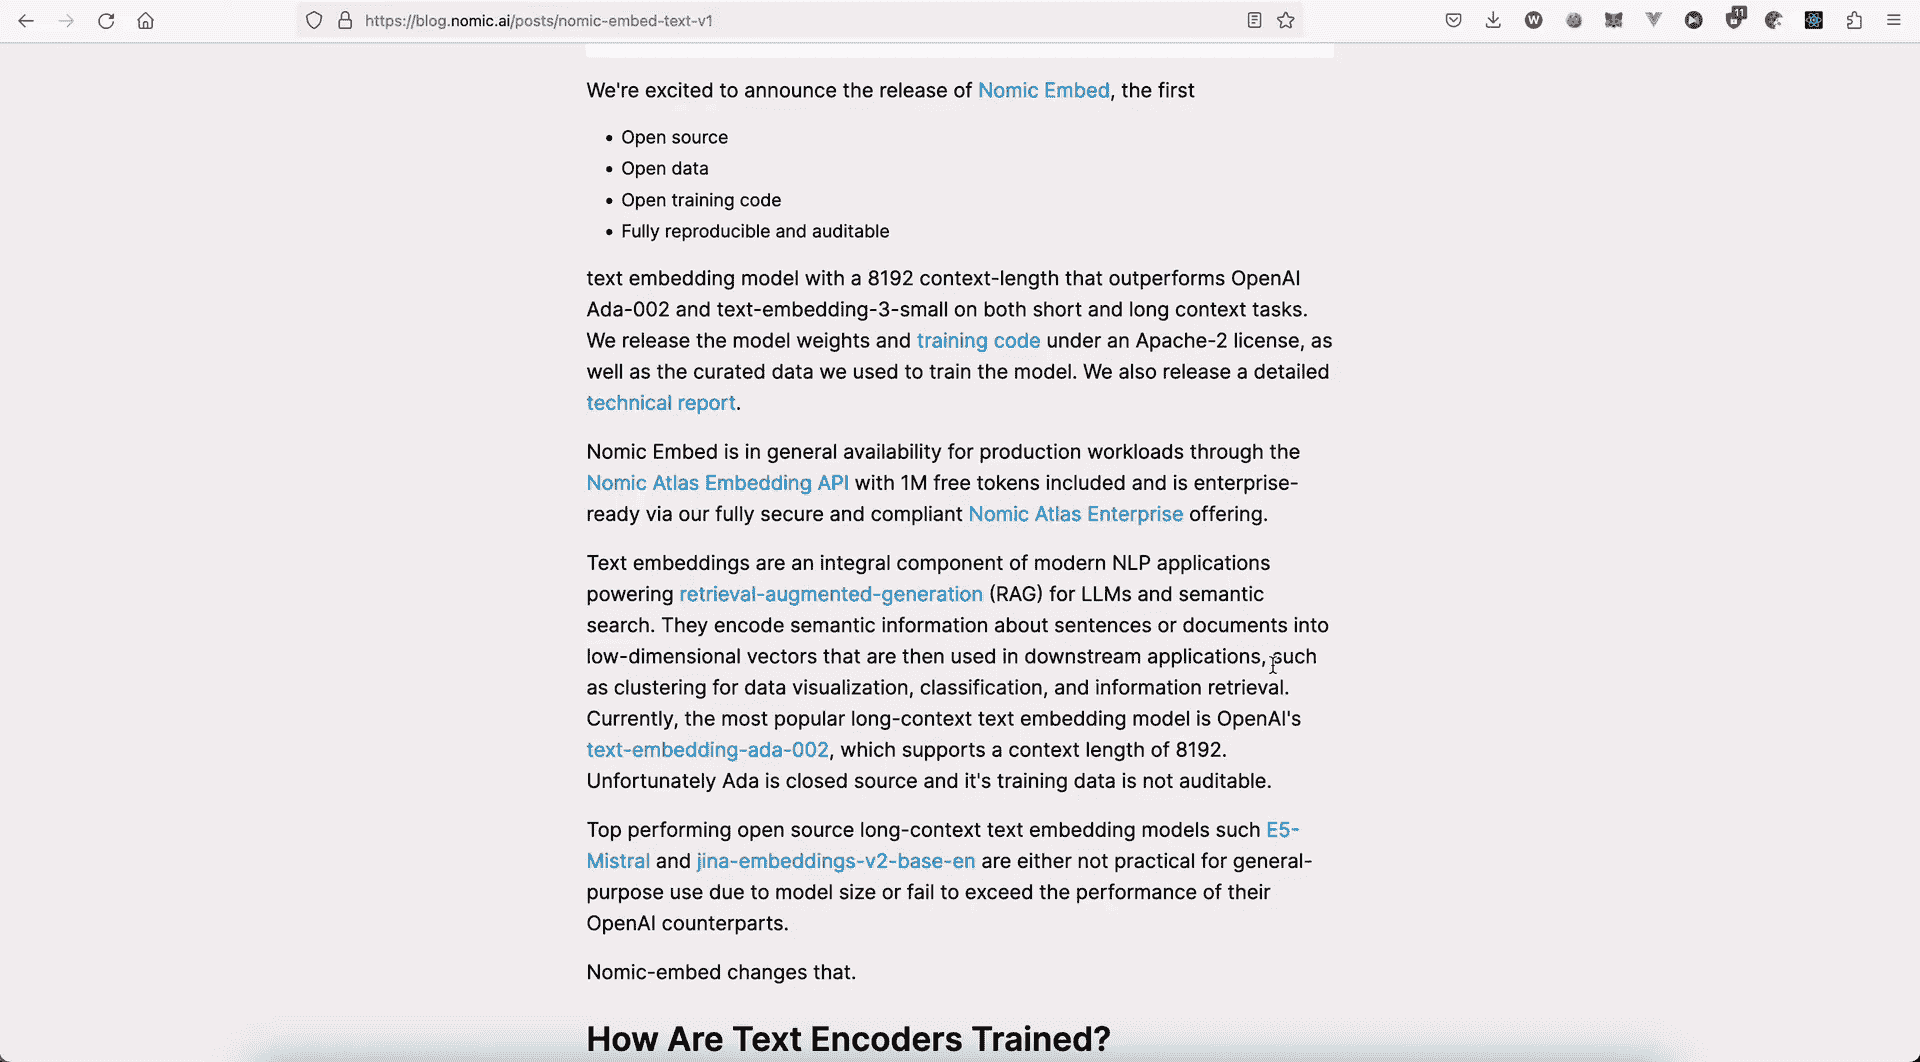 https://blog.nomic.ai/posts/nomic-embed-text-v1
W
11
We're excited to announce the release of Nomic Embed, the first
• Open source
• Open data
• Open training code
• Fully reproducible and auditable
text embedding model with a 8192 context-length that outperforms OpenAI
Ada-002 and text-embedding-3-small on both short and long context tasks.
We release the model weights and training code under an Apache-2 license, as
well as the curated data we used to train the model. We also release a detailed
technical report.
Nomic Embed is in general availability for production workloads through the
Nomic Atlas Embedding API with 1M free tokens included and is enterprise-
ready via our fully secure and compliant Nomic Atlas Enterprise offering.
Text embeddings are an integral component of modern NLP applications
powering retrieval-augmented-generation (RAG) for LLMs and semantic
search. They encode semantic information about sentences or documents into
low-dimensional vectors that are then used in downstream applications, such
as clustering for data visualization, classification, and information retrieval.
Currently, the most popular long-context text embedding model is OpenAI's
text-embedding-ada-002, which supports a context length of 8192.
Unfortunately Ada is closed source and it's training data is not auditable.
Top performing open source long-context text embedding models such E5-
Mistral and jina-embeddings-v2-base-en are either not practical for general-
purpose use due to model size or fail to exceed the performance of their
OpenAI counterparts.
Nomic-embed changes that.
How Are Text Encoders Trained?